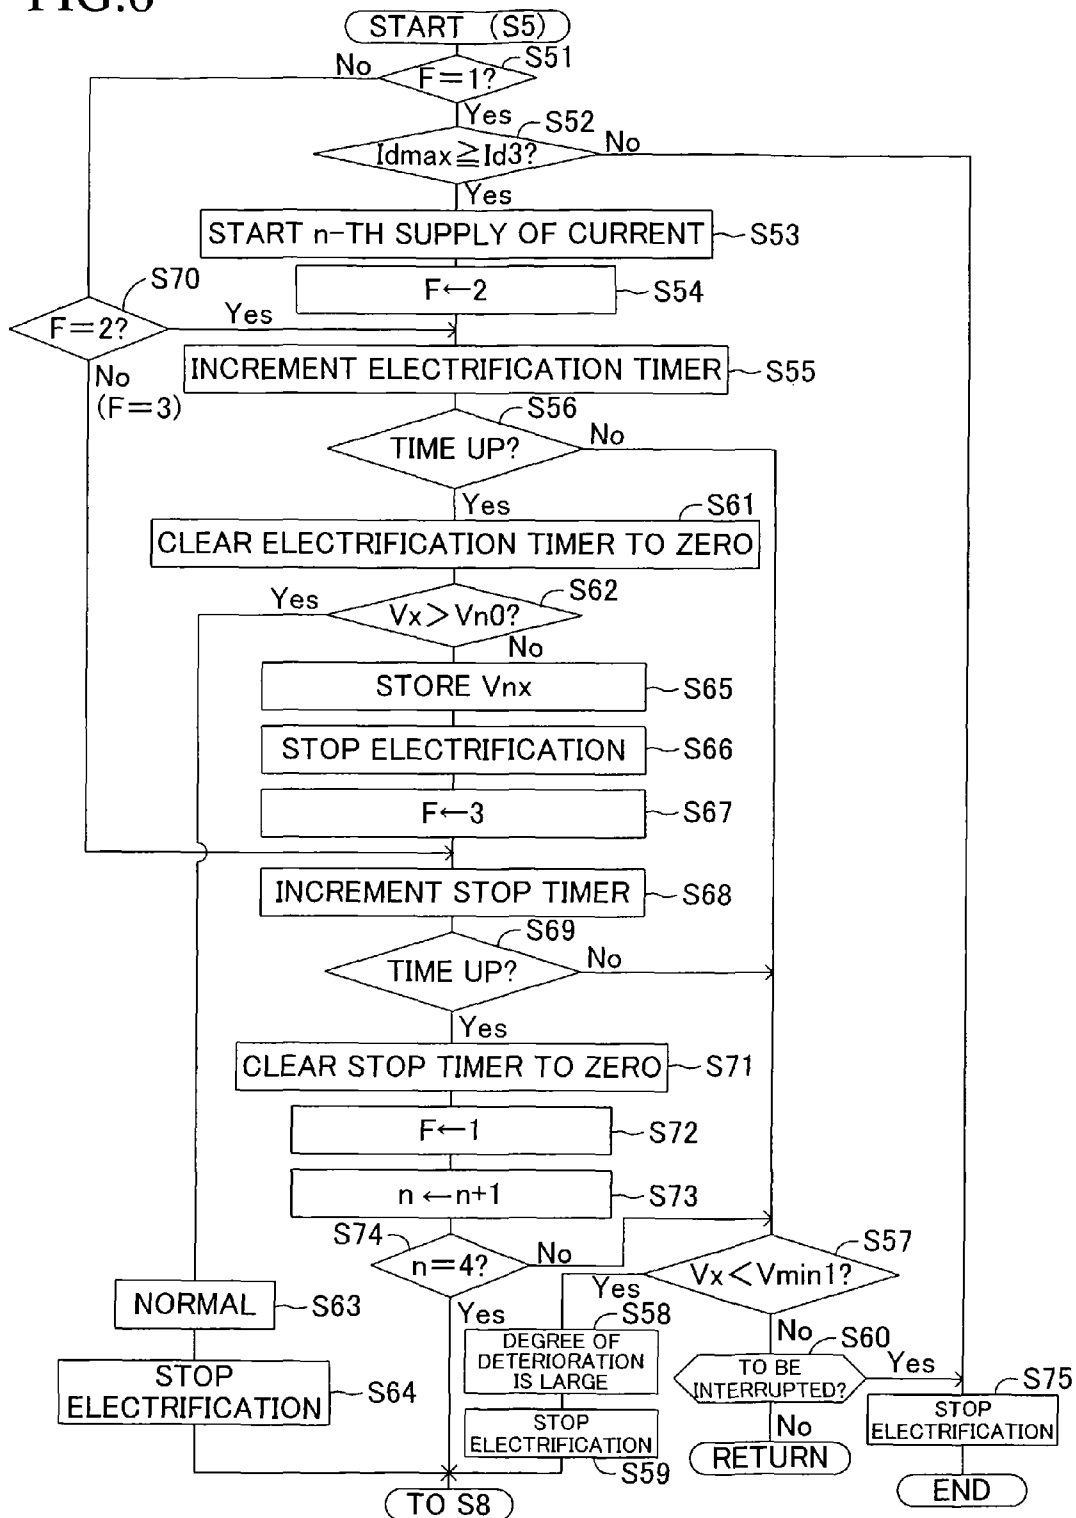 FIG.6
START (S5)
S51
No
F=1?
Yes
S52
No
Idmax≧Id3?
Yes
START n-TH SUPPLY OF CURRENT
S53
S70
F←2
S54
F=2?
Yes
No
(F=3)
INCREMENT ELECTRIFICATION TIMER
S55
S56
TIME UP?
No
Yes
S61
CLEAR ELECTRIFICATION TIMER TO ZERO
Yes
S62
Vx>Vn0?
No
STORE Vnx
S65
STOP ELECTRIFICATION
S66
F←3
S67
INCREMENT STOP TIMER
S68
S69
TIME UP?
No
Yes
CLEAR STOP TIMER TO ZERO
S71
F←1
S72
n←n+1
S73
S74
n=4?
No
Yes
S57
Vx<Vmin1?
Yes
No
NORMAL
S63
S58
DEGREE OF
DETERIORATION
IS LARGE
S60
TO BE
INTERRUPTED?
Yes
No
STOP
ELECTRIFICATION
S64
STOP
ELECTRIFICATION
S59
S75
STOP
ELECTRIFICATION
RETURN
END
TO S8